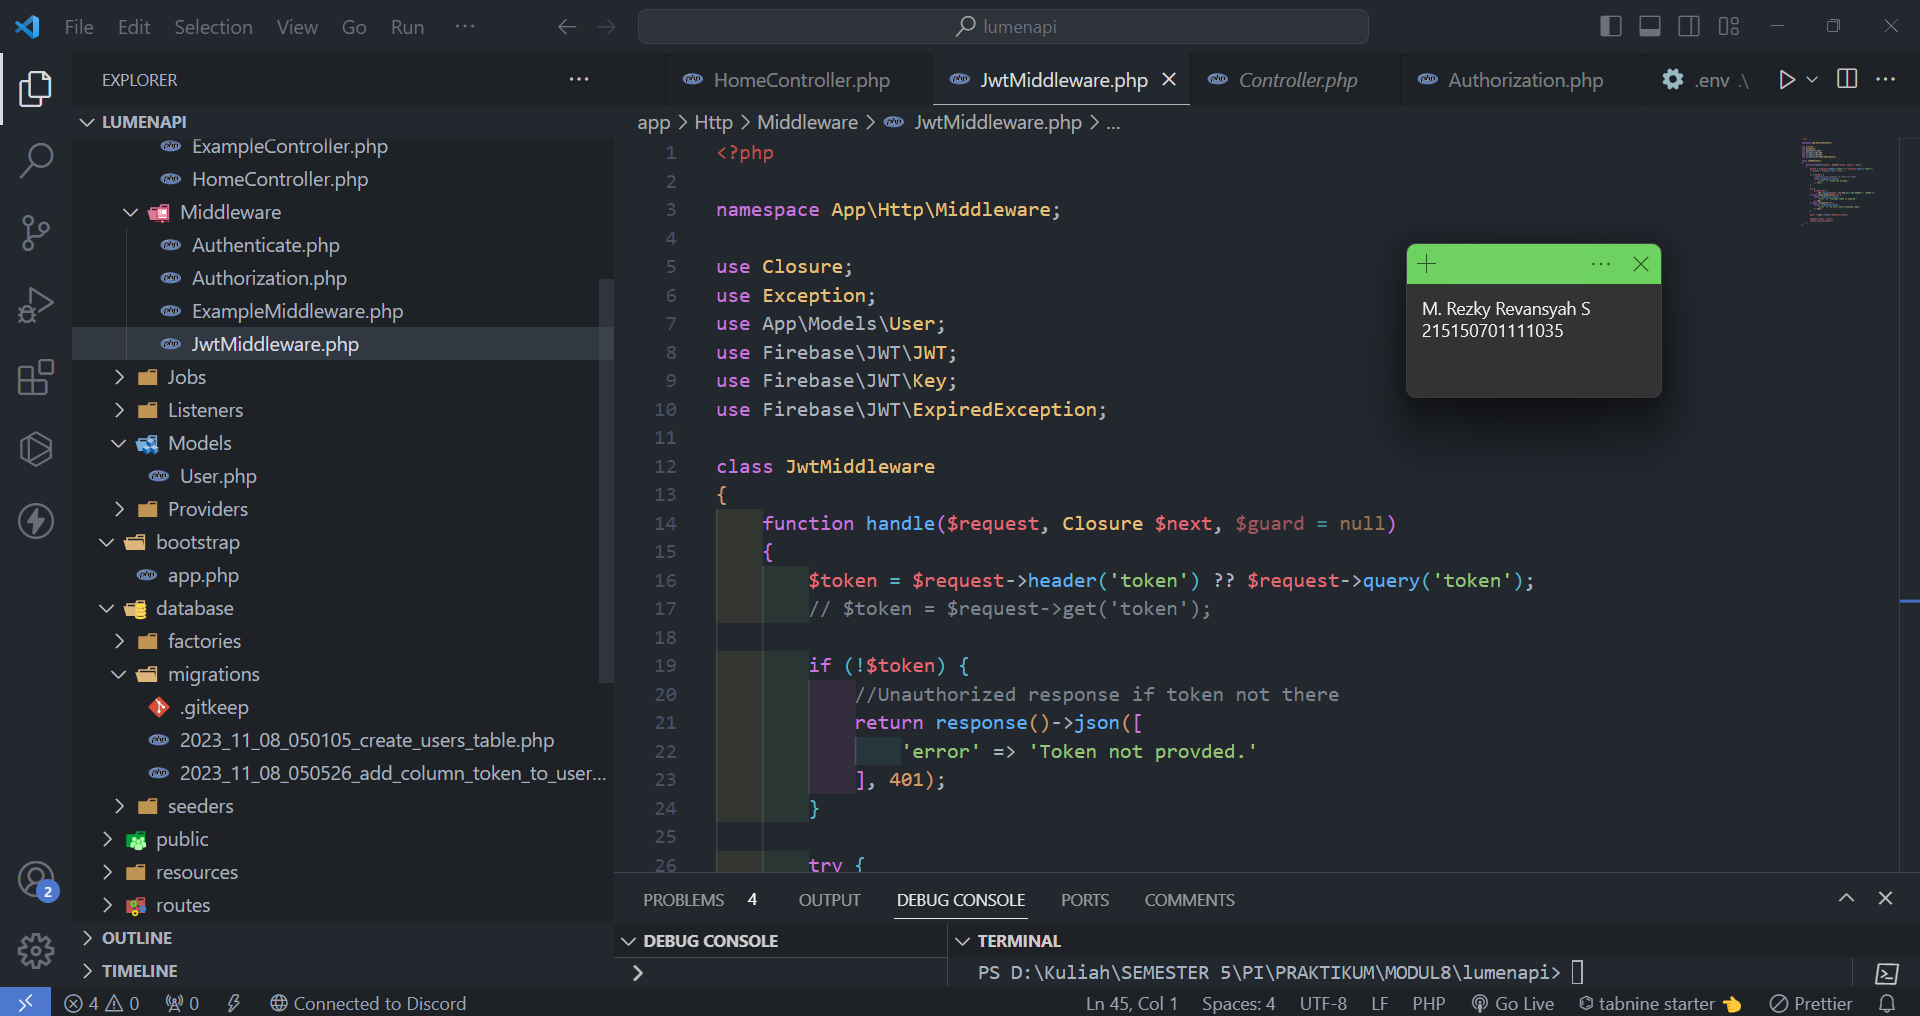 File Edit Selection View Go Run ··· lumenapi
EXPLORER ···
HomeController.php JwtMiddleware.php Controller.php Authorization.php .env .\
LUMENAPI
app > Http > Middleware > JwtMiddleware.php > ...
ExampleController.php
HomeController.php
Middleware
Authenticate.php
Authorization.php
ExampleMiddleware.php
JwtMiddleware.php
Jobs
Listeners
Models
User.php
Providers
bootstrap
app.php
database
factories
migrations
.gitkeep
2023_11_08_050105_create_users_table.php
2023_11_08_050526_add_column_token_to_user...
seeders
public
resources
routes
OUTLINE
TIMELINE
1 <?php
2
3 namespace App\Http\Middleware;
4
5 use Closure;
6 use Exception;
7 use App\Models\User;
8 use Firebase\JWT\JWT;
9 use Firebase\JWT\Key;
10 use Firebase\JWT\ExpiredException;
11
12 class JwtMiddleware
13 {
14 function handle($request, Closure $next, $guard = null)
15 {
16 $token = $request->header('token') ?? $request->query('token');
17 // $token = $request->get('token');
18
19 if (!$token) {
20 //Unauthorized response if token not there
21 return response()->json([
22 'error' => 'Token not provded.'
23 ], 401);
24 }
25
26 try {
M. Rezky Revansyah S
215150701111035
PROBLEMS 4 OUTPUT DEBUG CONSOLE PORTS COMMENTS
DEBUG CONSOLE
TERMINAL
>
PS D:\Kuliah\SEMESTER 5\PI\PRAKTIKUM\MODUL8\lumenapi>
2
4 0 0 Connected to Discord Ln 45, Col 1 Spaces: 4 UTF-8 LF PHP Go Live tabnine starter Prettier